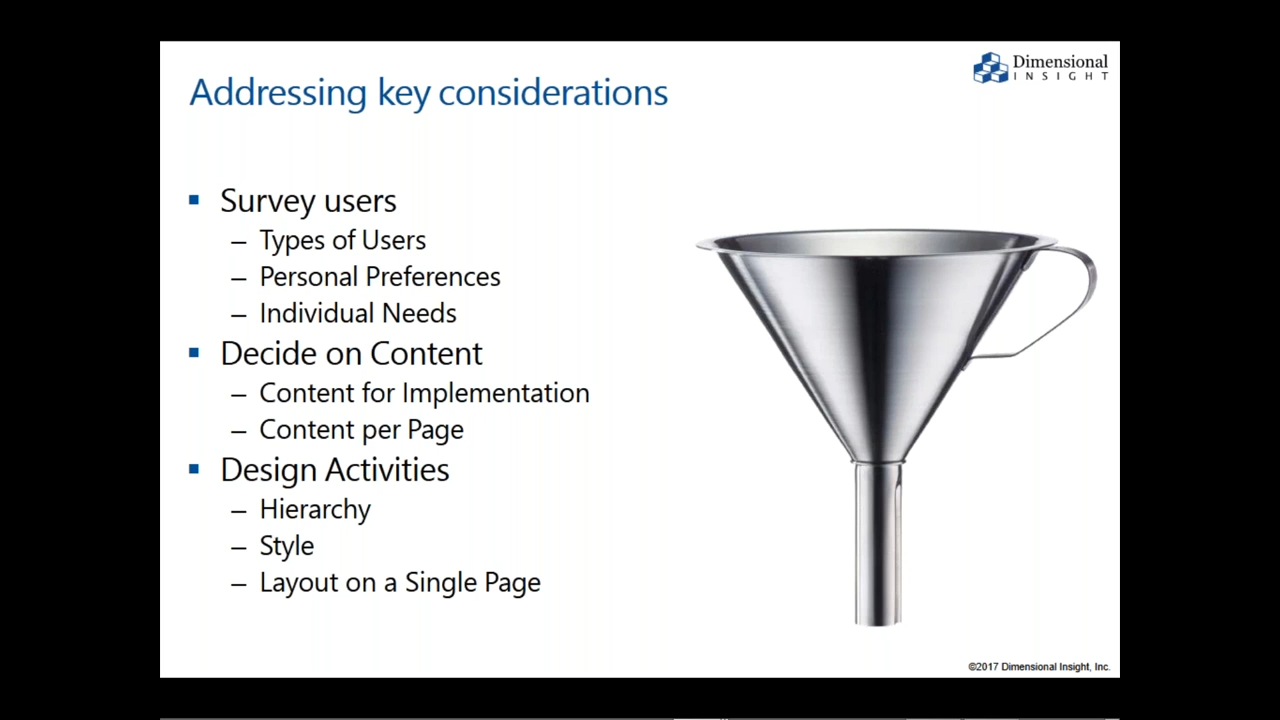 Dimensional
INSIGHT
Addressing key considerations
▪ Survey users
– Types of Users
– Personal Preferences
– Individual Needs
▪ Decide on Content
– Content for Implementation
– Content per Page
▪ Design Activities
– Hierarchy
– Style
– Layout on a Single Page
©2017 Dimensional Insight, Inc.